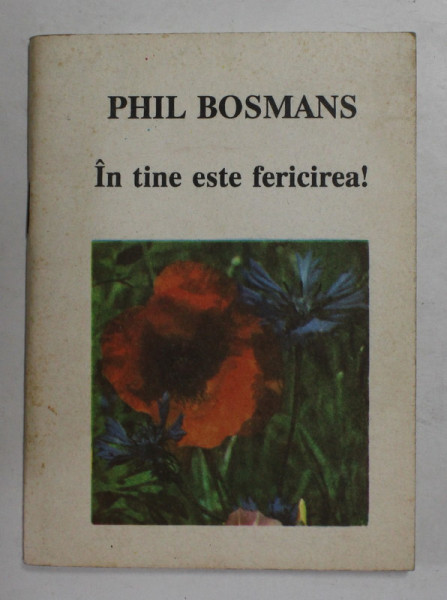 PHIL BOSMANS
În tine este fericirea!